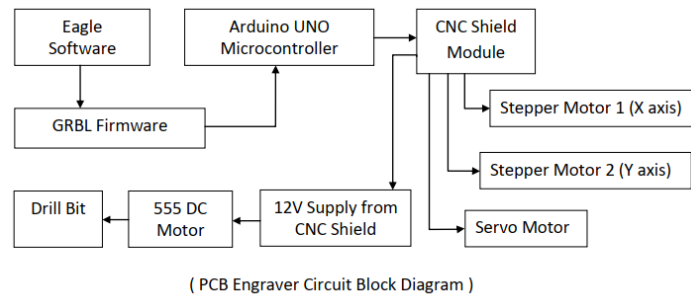 Eagle
Software
Arduino UNO
Microcontroller
CNC Shield
Module
GRBL Firmware
Stepper Motor 1 (X axis)
Stepper Motor 2 (Y axis)
Drill Bit
555 DC
Motor
12V Supply from
CNC Shield
Servo Motor
( PCB Engraver Circuit Block Diagram )